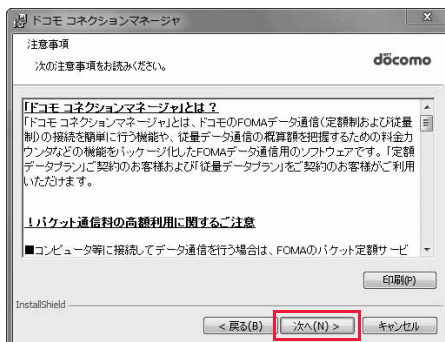 ドコモ コネクションマネージャ
注意事項
次の注意事項をお読みください。
NTT
döcomo
「ドコモ コネクションマネージャ」とは?
「ドコモ コネクションマネージャ」とは、ドコモのFOMAデータ通信(定額制および従量
制)の接続を簡単に行う機能や、従量データ通信の概算額を把握するための料金カ
ウンタなどの機能をパッケージ化したFOMAデータ通信用のソフトウェアです。「定額
データプラン」ご契約のお客様および「従量データプラン」をご契約のお客様がご利用
いただけます。
!パケット通信料の高額利用に関するご注意
■コンピュータ等に接続してデータ通信を行う場合は、FOMAのパケット定額サービ
印刷(P)
InstallShield
< 戻る(B)
次へ(N) >
キャンセル